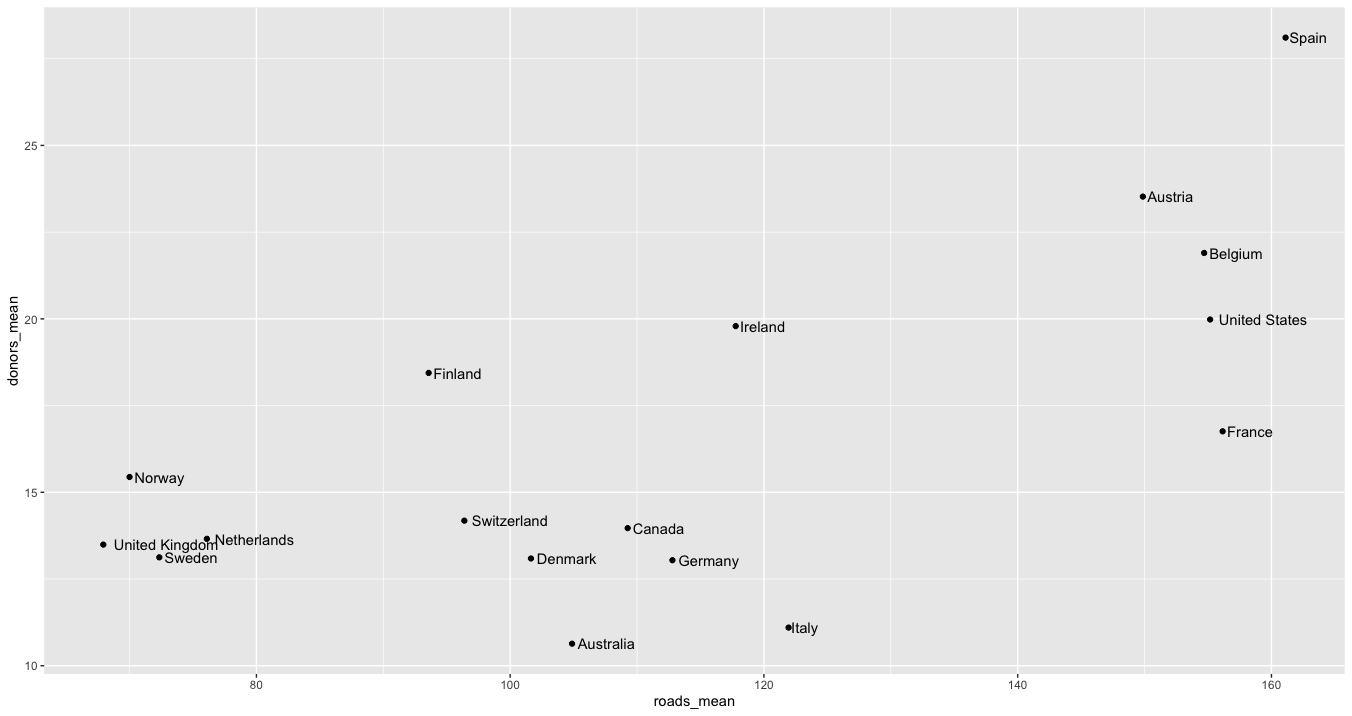 Spain
25
Austria
Belgium
donors_mean
20
Ireland
United States
Finland
France
Norway
15
Switzerland
Canada
United Kingdom
Netherlands
Sweden
Denmark
Germany
Italy
Australia
10
80
100
120
140
160
roads_mean